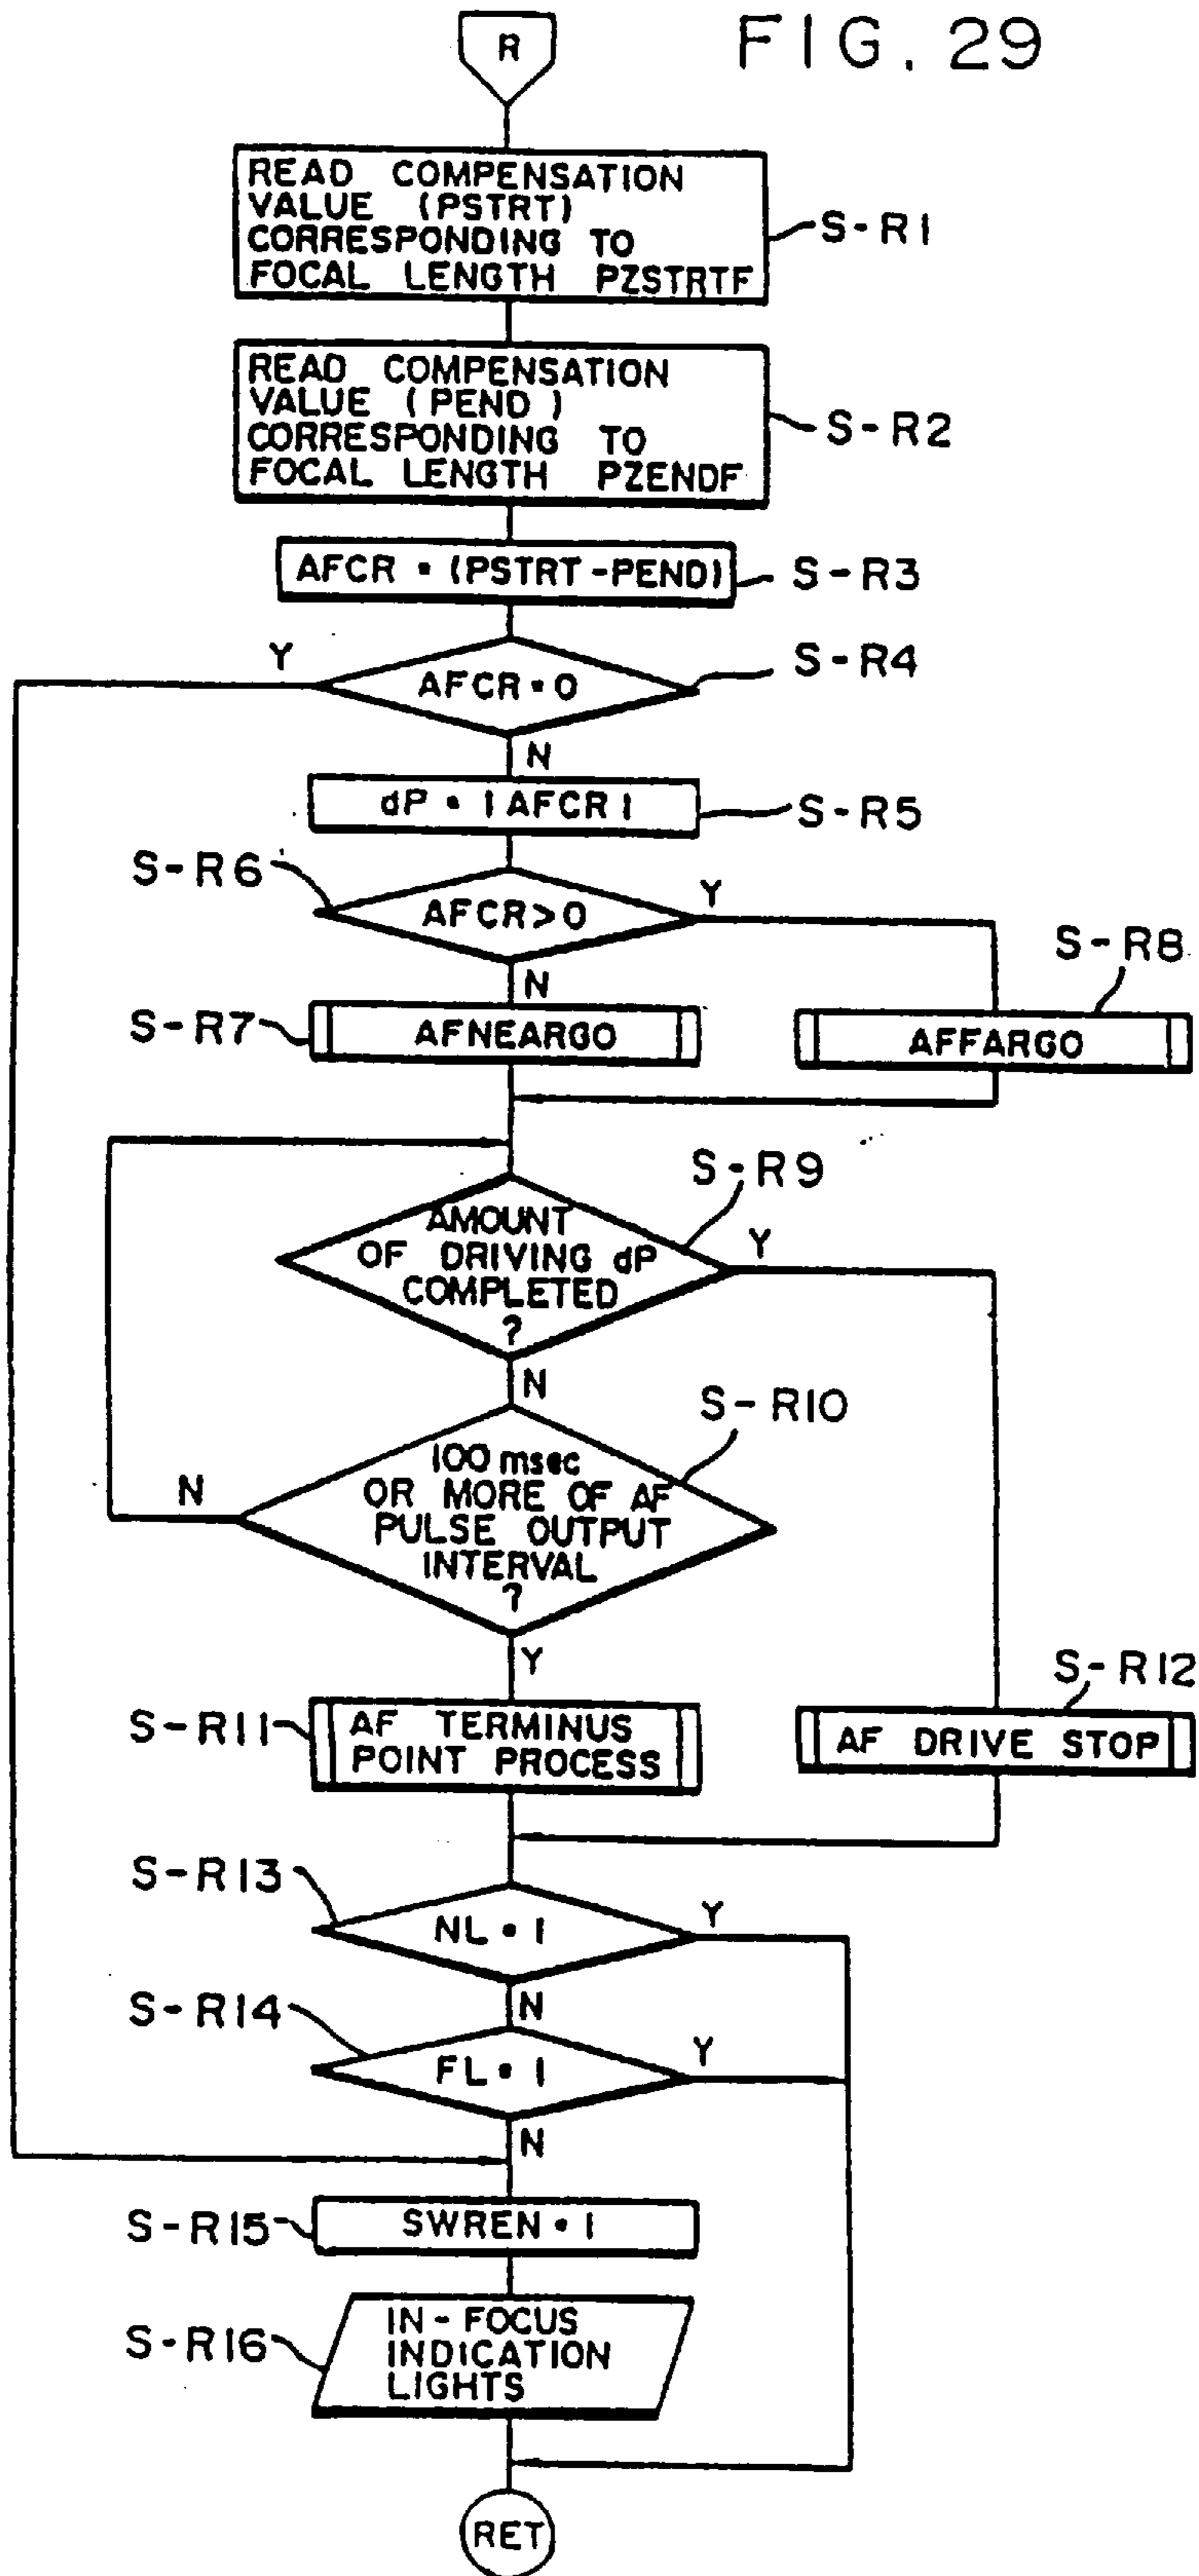 R
FIG. 29
READ COMPENSATION
VALUE (PSTRT)
CORRESPONDING TO
FOCAL LENGTH PZSTRTF
S-R1
READ COMPENSATION
VALUE (PEND)
CORRESPONDING TO
FOCAL LENGTH PZENDF
S-R2
AFCR = (PSTRT-PEND)
S-R3
Y
AFCR = 0
S-R4
N
dP = |AFCR|
S-R5
S-R6
AFCR>0
Y
N
S-R7
AFNEARGO
S-R8
AFFARGO
S-R9
AMOUNT
OF DRIVING dP
COMPLETED
?
Y
N
S-R10
100 msec
OR MORE OF AF
PULSE OUTPUT
INTERVAL
?
N
Y
S-R11
AF TERMINUS
POINT PROCESS
S-R12
AF DRIVE STOP
S-R13
NL = 1
Y
N
S-R14
FL = 1
Y
N
S-R15
SWREN = 1
S-R16
IN-FOCUS
INDICATION
LIGHTS
RET